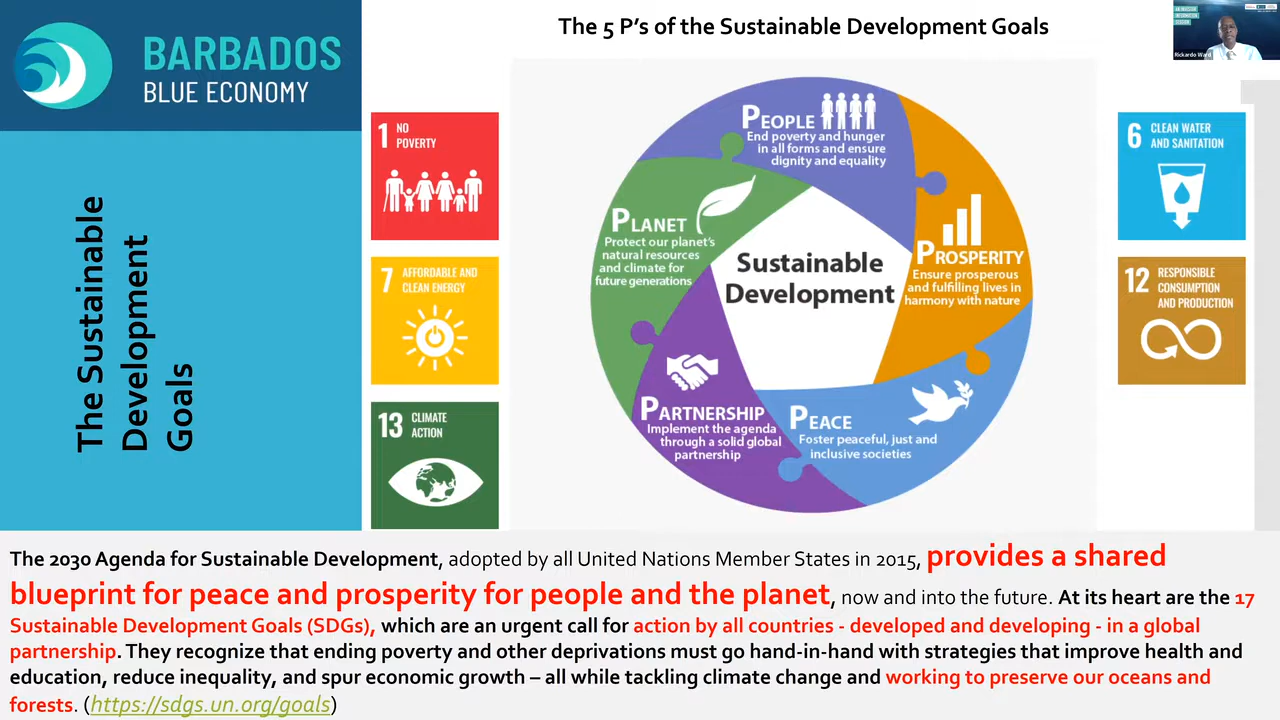 The 5 P's of the Sustainable Development Goals
BARBADOS
BLUE ECONOMY
The Sustainable
Development
Goals
1 NO
POVERTY
7 AFFORDABLE AND
CLEAN ENERGY
13 CLIMATE
ACTION
PEOPLE
End poverty and hunger
in all forms and ensure
dignity and equality
PLANET
Protect our planet's
natural resources
and climate for
future generations
Sustainable
Development
PROSPERITY
Ensure prosperous
and fulfilling lives in
harmony with nature
PARTNERSHIP
Implement the agenda
through a solid global
partnership
PEACE
Foster peaceful, just and
inclusive societies
Rickardo Ward
6 CLEAN WATER
AND SANITATION
12 RESPONSIBLE
CONSUMPTION
AND PRODUCTION
The 2030 Agenda for Sustainable Development, adopted by all United Nations Member States in 2015, provides a shared
blueprint for peace and prosperity for people and the planet, now and into the future. At its heart are the 17
Sustainable Development Goals (SDGs), which are an urgent call for action by all countries - developed and developing - in a global
partnership. They recognize that ending poverty and other deprivations must go hand-in-hand with strategies that improve health and
education, reduce inequality, and spur economic growth – all while tackling climate change and working to preserve our oceans and
forests. (https://sdgs.un.org/goals)